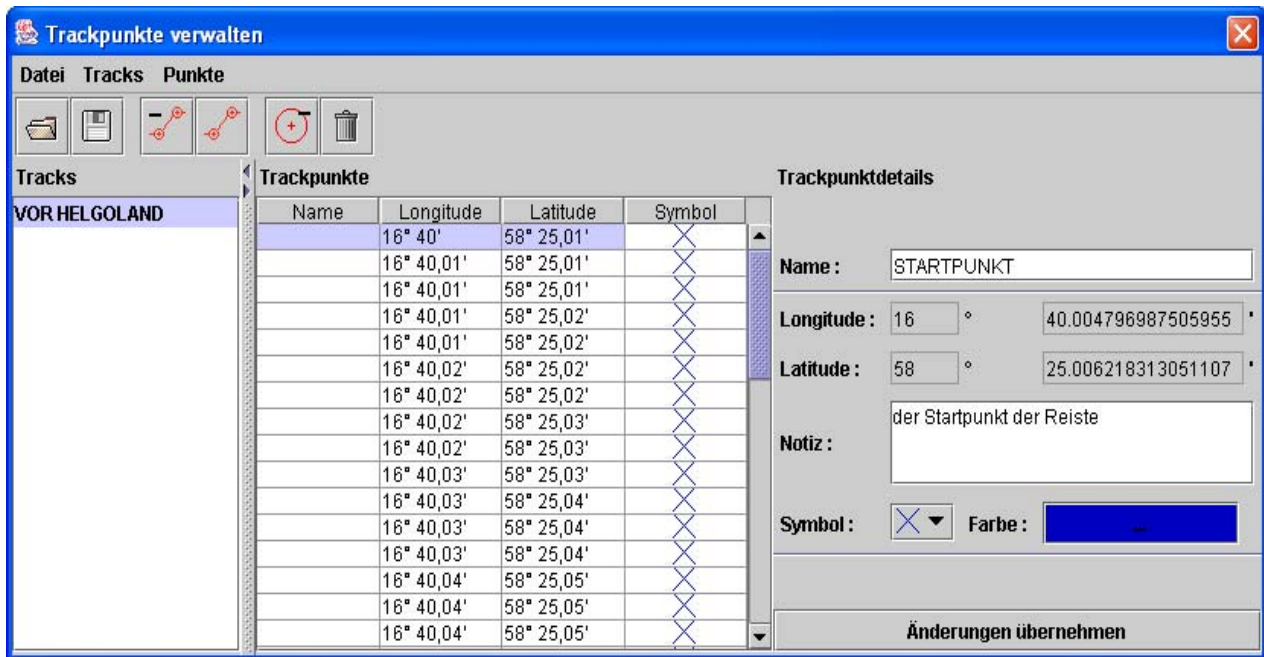 Trackpunkte verwalten
Datei Tracks Punkte
Tracks
VOR HELGOLAND
Trackpunkte
Name Longitude Latitude Symbol
16° 40' 58° 25,01'
16° 40,01' 58° 25,01'
16° 40,01' 58° 25,01'
16° 40,01' 58° 25,02'
16° 40,01' 58° 25,02'
16° 40,02' 58° 25,02'
16° 40,02' 58° 25,02'
16° 40,02' 58° 25,03'
16° 40,02' 58° 25,03'
16° 40,03' 58° 25,03'
16° 40,03' 58° 25,04'
16° 40,03' 58° 25,04'
16° 40,03' 58° 25,04'
16° 40,04' 58° 25,05'
16° 40,04' 58° 25,05'
16° 40,04' 58° 25,05'
Trackpunktdetails
Name : STARTPUNKT
Longitude : 16 ° 40.004796987505955 '
Latitude : 58 ° 25.006218313051107 '
Notiz : der Startpunkt der Reiste
Symbol : Farbe : ...
Änderungen übernehmen